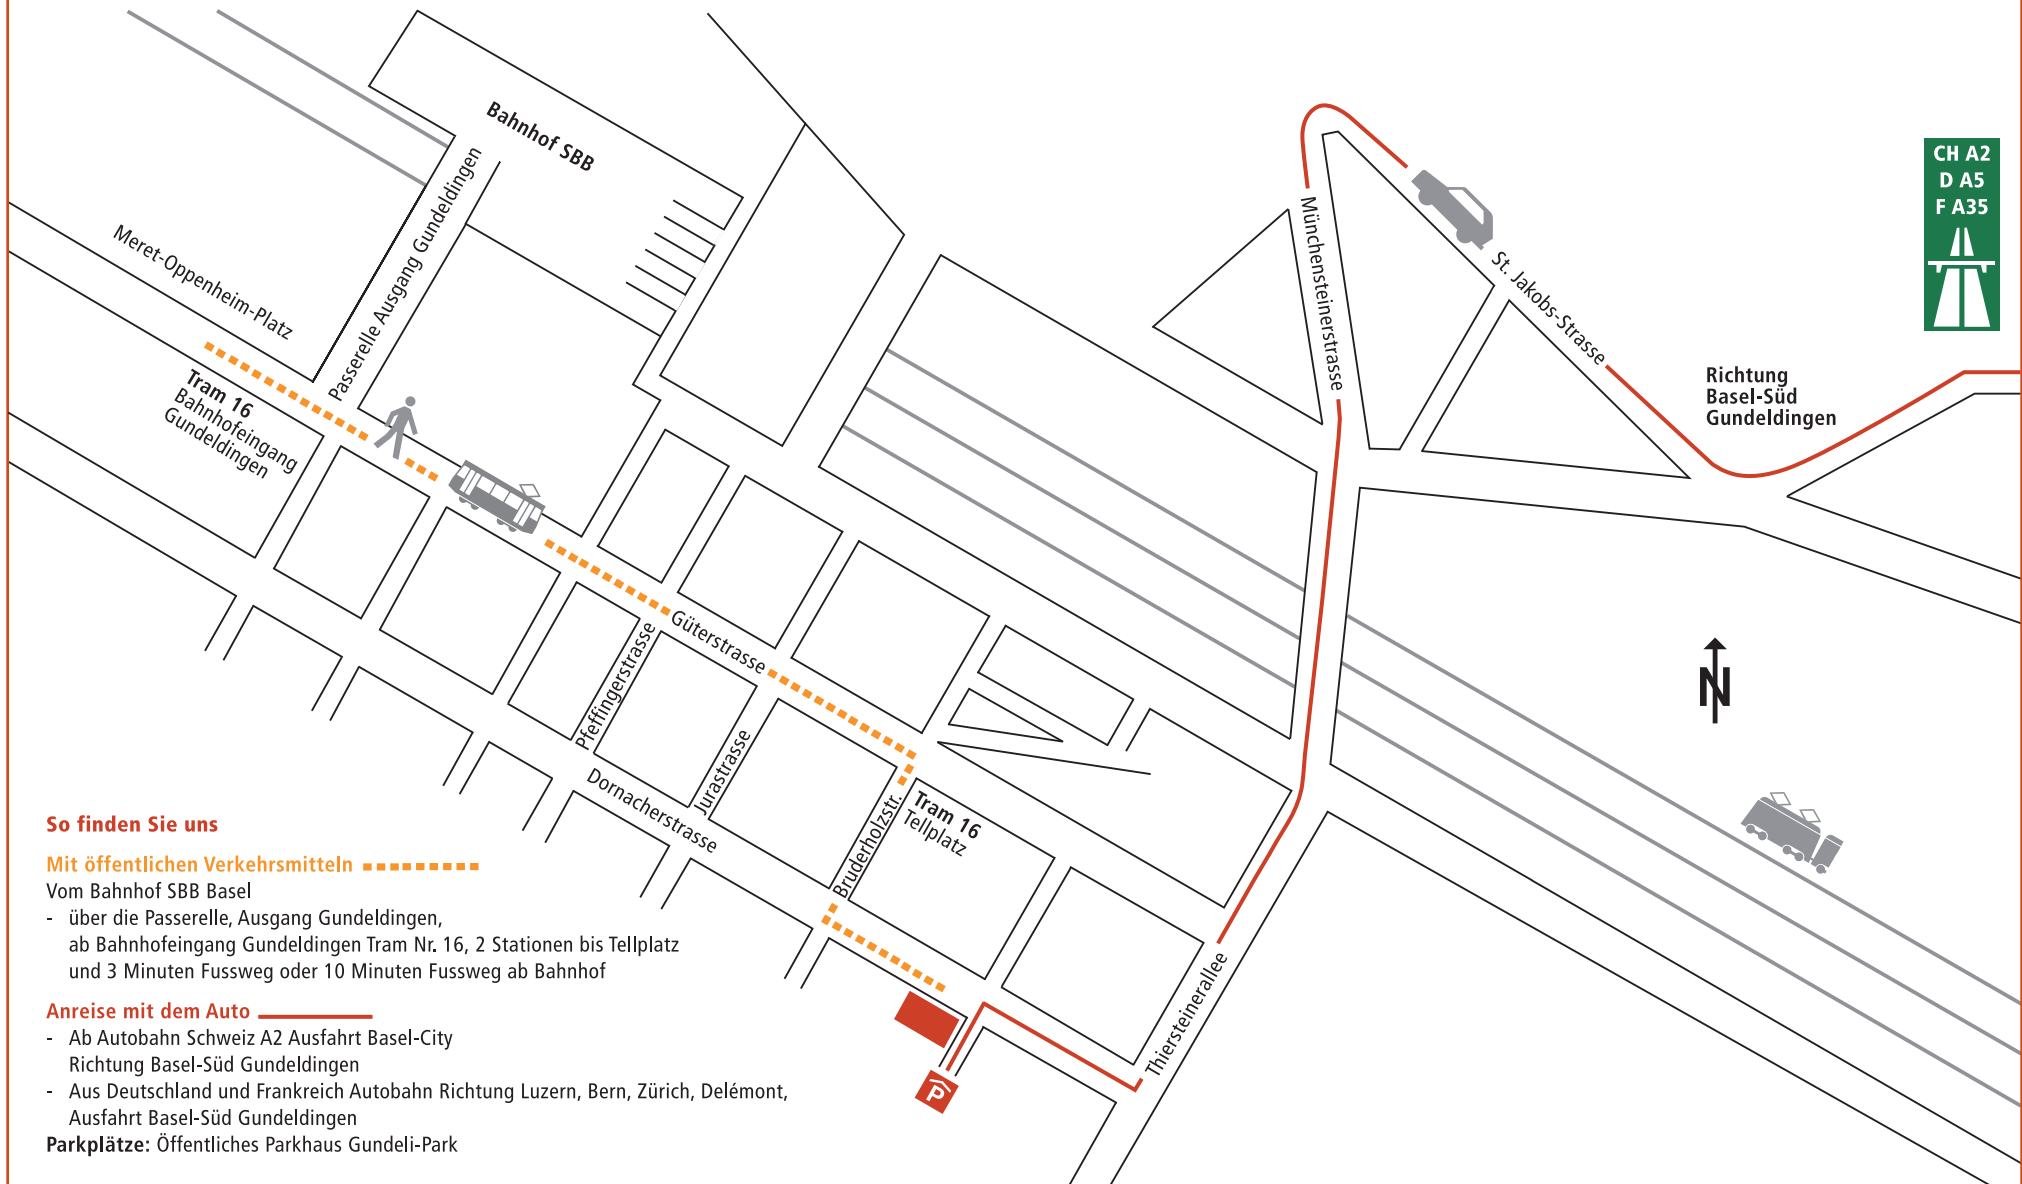 Bahnhof SBB
Passerelle Ausgang Gundeldingen
Meret-Oppenheim-Platz
Tram 16
Bahnhofeingang
Gundeldingen
Münchensteinerstrasse
St. Jakobs-Strasse
CH A2
D A5
F A35
Richtung
Basel-Süd
Gundeldingen
Güterstrasse
Pfeffingerstrasse
Jurastrasse
Dornacherstrasse
Bruderholzstr.
Tram 16
Tellplatz
Thiersteinerallee
N
P
So finden Sie uns
Mit öffentlichen Verkehrsmitteln
Vom Bahnhof SBB Basel
- über die Passerelle, Ausgang Gundeldingen,
ab Bahnhofeingang Gundeldingen Tram Nr. 16, 2 Stationen bis Tellplatz
und 3 Minuten Fussweg oder 10 Minuten Fussweg ab Bahnhof
Anreise mit dem Auto
- Ab Autobahn Schweiz A2 Ausfahrt Basel-City
Richtung Basel-Süd Gundeldingen
- Aus Deutschland und Frankreich Autobahn Richtung Luzern, Bern, Zürich, Delémont,
Ausfahrt Basel-Süd Gundeldingen
Parkplätze: Öffentliches Parkhaus Gundeli-Park